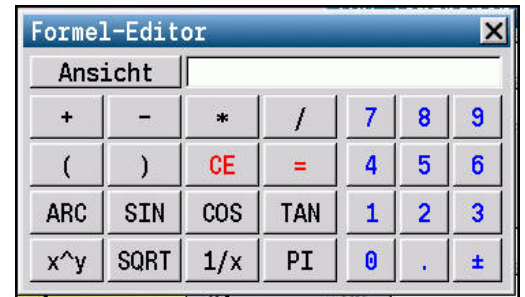 Formel-Editor
Ansicht
+ - * / 7 8 9
( ) CE = 4 5 6
ARC SIN COS TAN 1 2 3
x^y SQRT 1/x PI 0 . ±